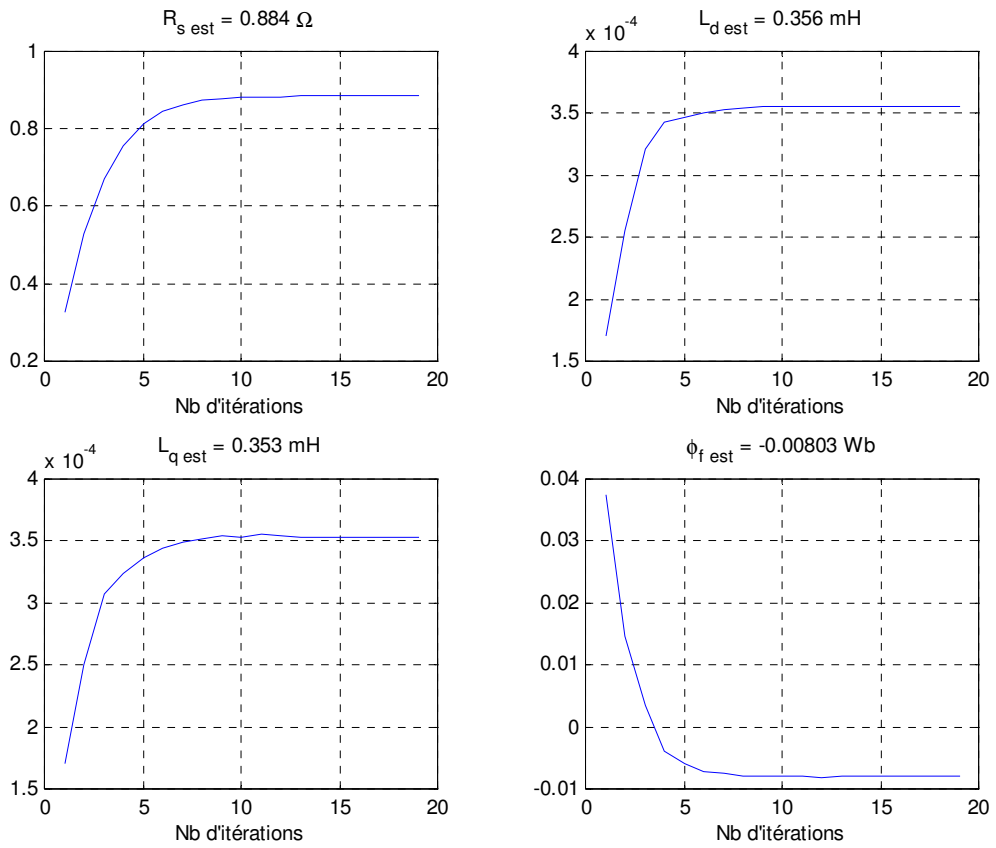 R_s est = 0.884 Ω
1
0.8
0.6
0.4
0.2
0 5 10 15 20
Nb d'itérations
L_d est = 0.356 mH
x 10^-4
4
3.5
3
2.5
2
1.5
0 5 10 15 20
Nb d'itérations
L_q est = 0.353 mH
x 10^-4
4
3.5
3
2.5
2
1.5
0 5 10 15 20
Nb d'itérations
ϕ_f est = -0.00803 Wb
0.04
0.03
0.02
0.01
0
-0.01
0 5 10 15 20
Nb d'itérations